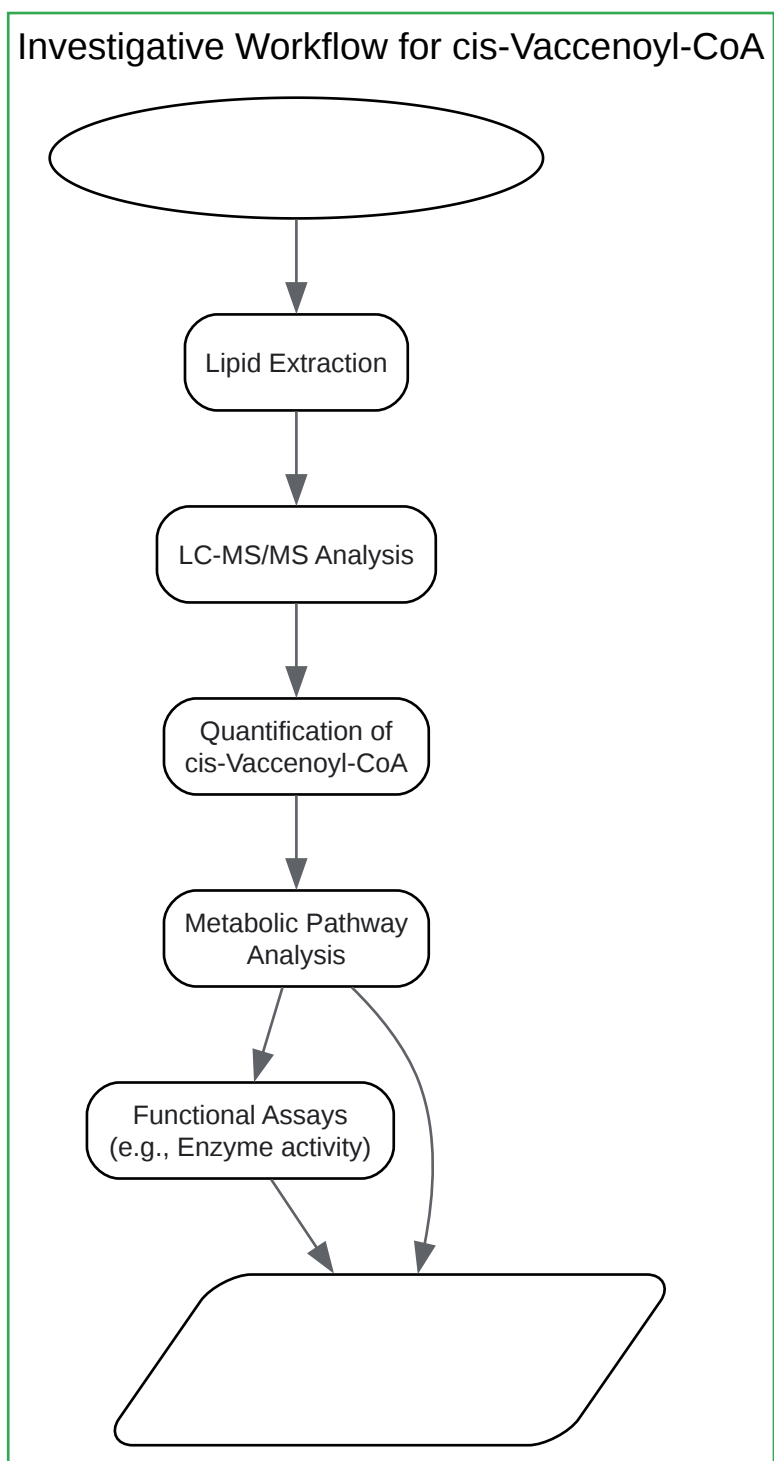 Investigative Workflow for cis-Vaccenoyl-CoA
Lipid Extraction
LC-MS/MS Analysis
Quantification of
cis-Vaccenoyl-CoA
Metabolic Pathway
Analysis
Functional Assays
(e.g., Enzyme activity)